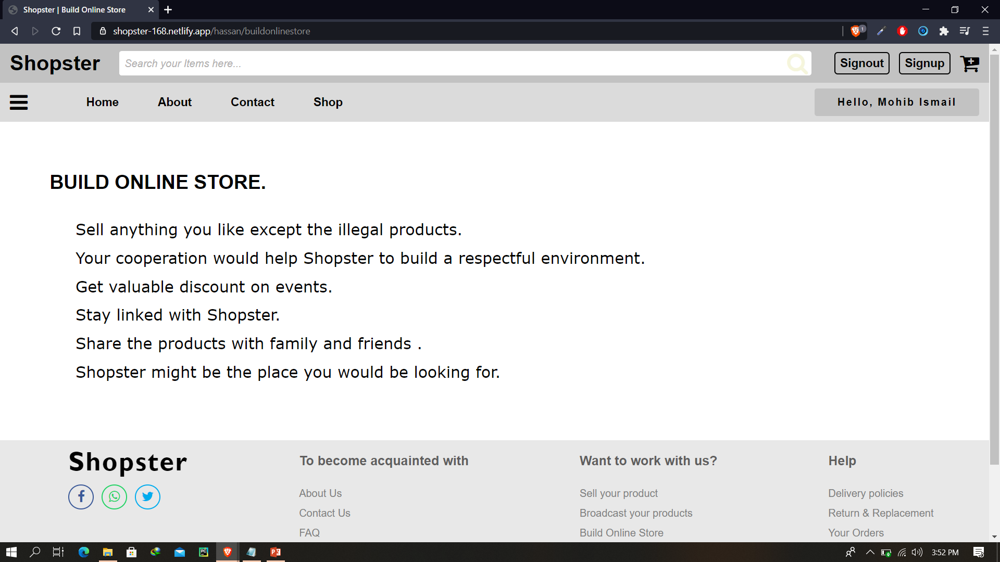 Shopster | Build Online Store
shopster-168.netlify.app/hassan/buildonlinestore
1
Shopster
Search your Items here...
Signout
Signup
Home
About
Contact
Shop
Hello, Mohib Ismail
BUILD ONLINE STORE.
Sell anything you like except the illegal products.
Your cooperation would help Shopster to build a respectful environment.
Get valuable discount on events.
Stay linked with Shopster.
Share the products with family and friends .
Shopster might be the place you would be looking for.
Shopster
To become acquainted with
About Us
Contact Us
FAQ
Want to work with us?
Sell your product
Broadcast your products
Build Online Store
Help
Delivery policies
Return & Replacement
Your Orders
PC
3:52 PM